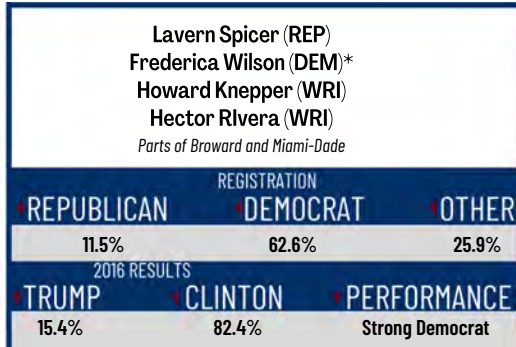 Lavern Spicer (REP)
Frederica Wilson (DEM)*
Howard Knepper (WRI)
Hector RIvera (WRI)
Parts of Broward and Miami-Dade
REGISTRATION
REPUBLICAN DEMOCRAT OTHER
11.5% 62.6% 25.9%
2016 RESULTS
TRUMP CLINTON PERFORMANCE
15.4% 82.4% Strong Democrat